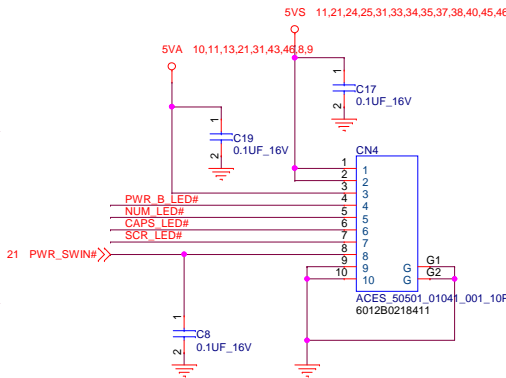 5VS 11,21,24,25,31,33,34,35,37,38,40,45,46
5VA 10,11,13,21,31,43,46,8,9
1
C17
2
0.1UF_16V
1
C19
2
0.1UF_16V
CN4
1 1
2 2
3 3
PWR_B_LED# 4 4
NUM_LED# 5 5
CAPS_LED# 6 6
SCR_LED# 7 7
21 PWR_SWIN# 8 8
9 9 G G1
10 10 G G2
ACES_50501_01041_001_10P
6012B0218411
1
C8
2
0.1UF_16V